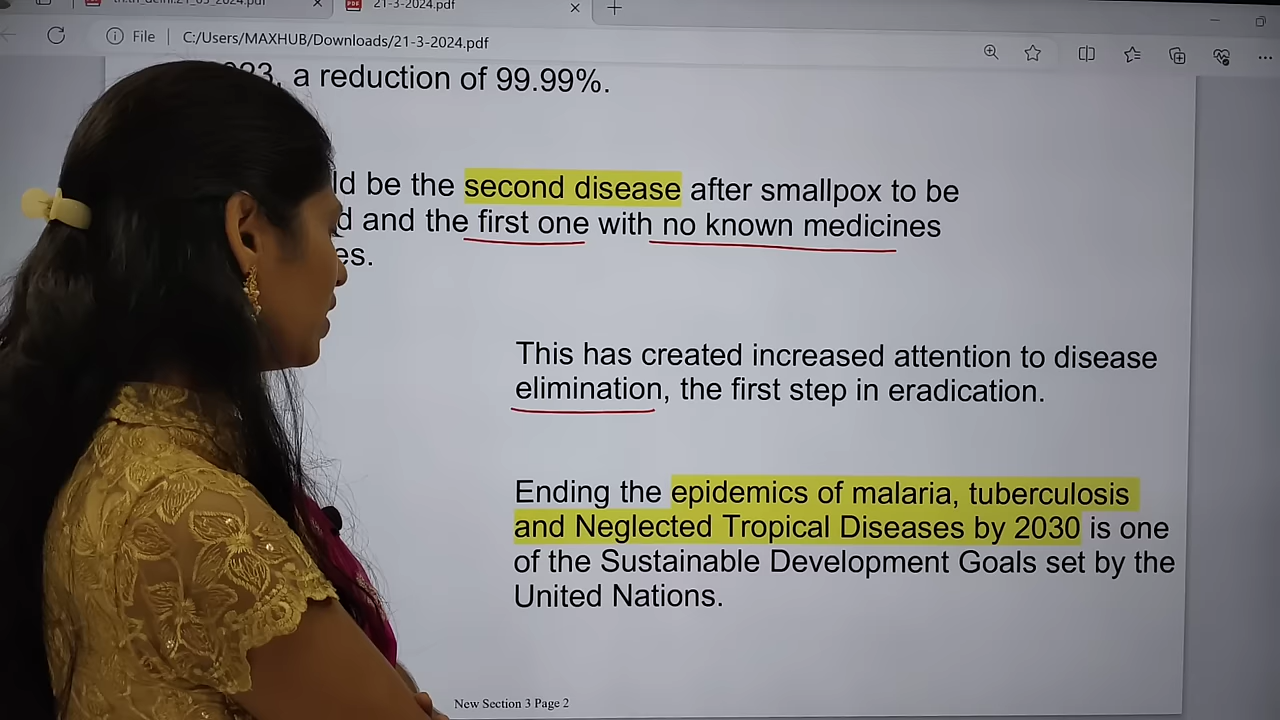 21-3-2024.pdf
File C:/Users/MAXHUB/Downloads/21-3-2024.pdf
a reduction of 99.99%.
be the second disease after smallpox to be
and the first one with no known medicines
This has created increased attention to disease
elimination, the first step in eradication.
Ending the epidemics of malaria, tuberculosis
and Neglected Tropical Diseases by 2030 is one
of the Sustainable Development Goals set by the
United Nations.
New Section 3 Page 2